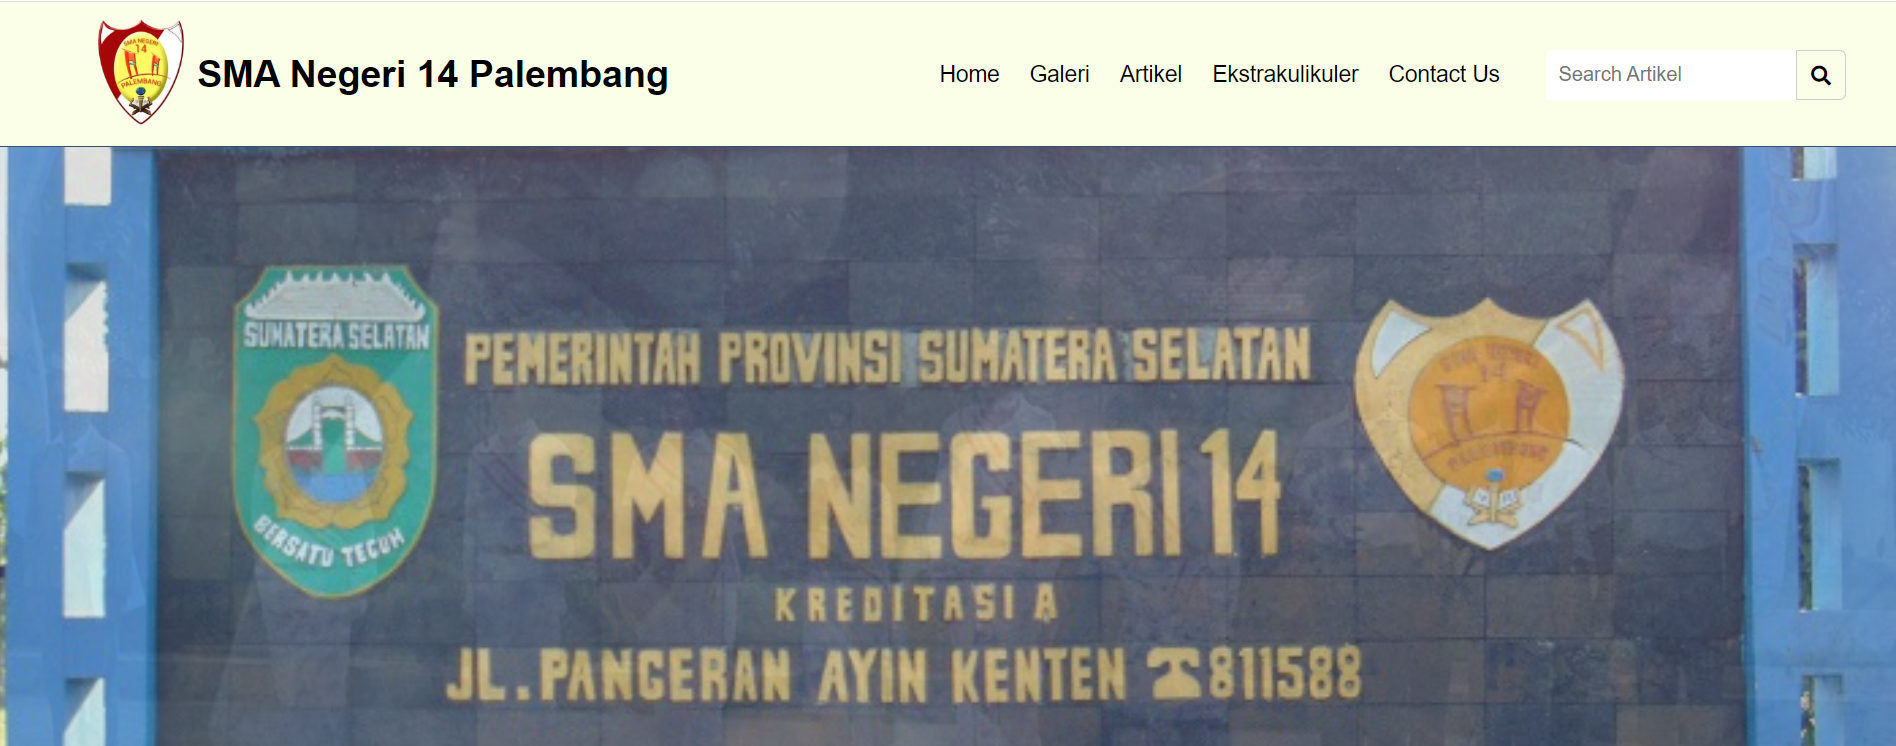 SMA NEGERI
14
PALEMBANG
SMA Negeri 14 Palembang
Home
Galeri
Artikel
Ekstrakulikuler
Contact Us
Search Artikel
SUMATERA SELATAN
BERSATU TEGUH
PEMERINTAH PROVINSI SUMATERA SELATAN
SMA NEGERI 14
KREDITASI A
JL. PANGERAN AYIN KENTEN ☎811588
SMA NEGERI
14
PALEMBANG